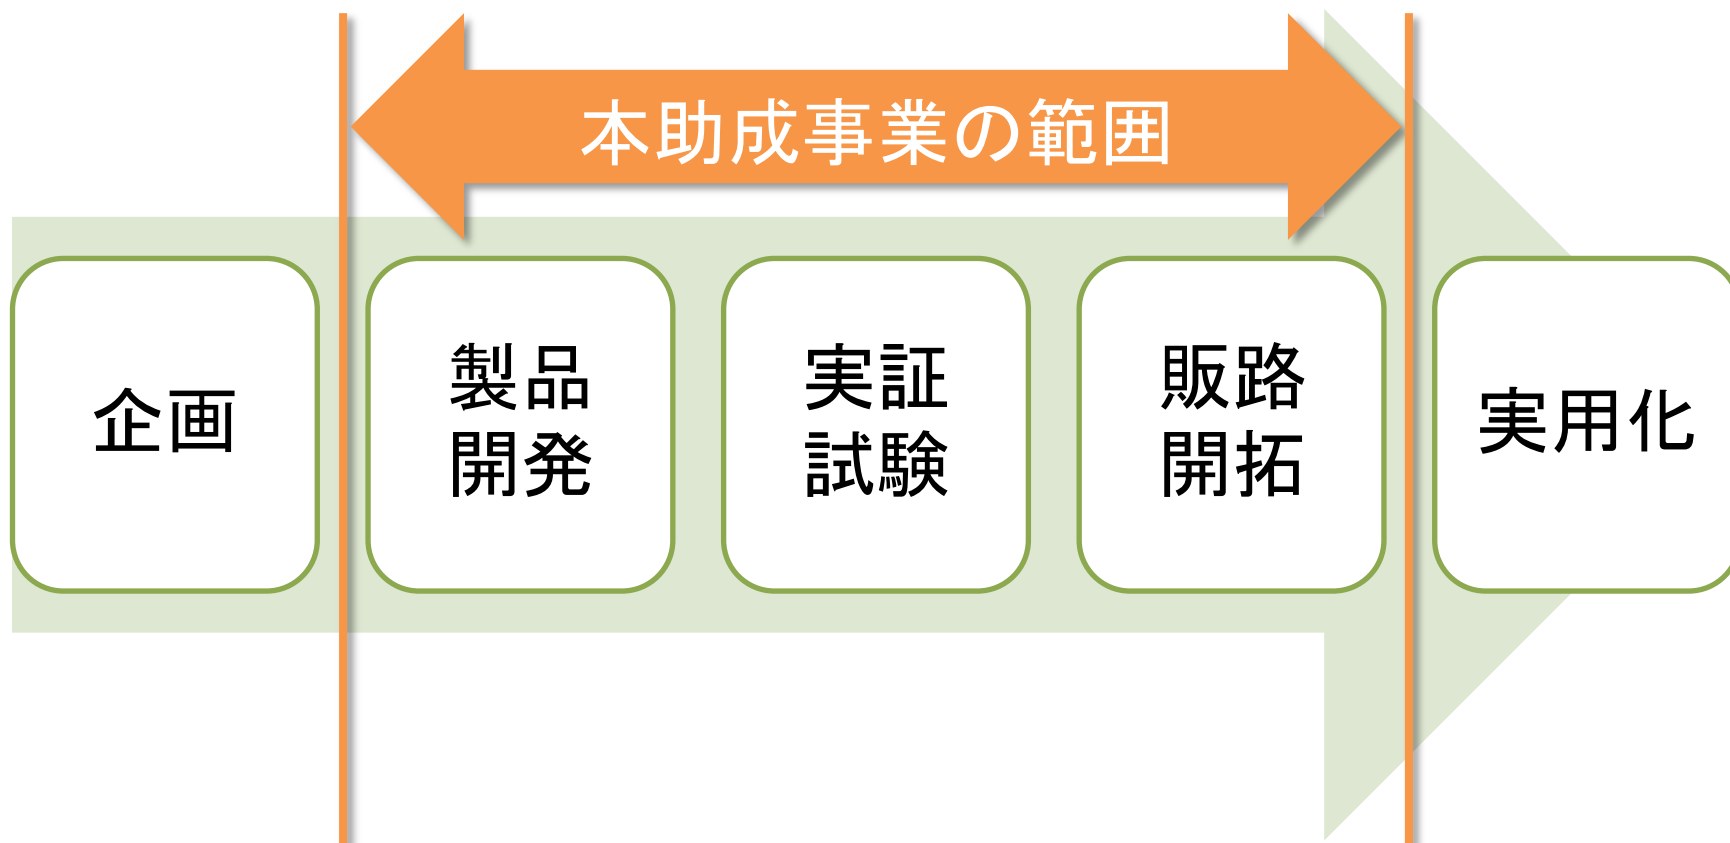 本助成事業の範囲
企画
製品
開発
実証
試験
販路
開拓
実用化